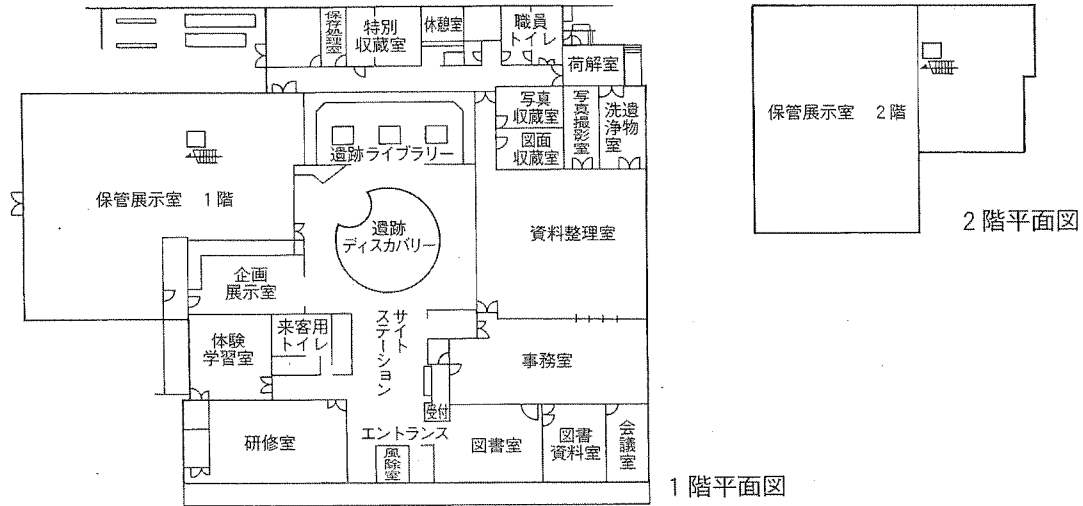 保存処理室
特別
収蔵室
休憩室
職員
トイレ
荷解室
写真
収蔵室
図面
収蔵室
写真撮影室
遺物
洗浄室
遺跡ライブラリー
保管展示室 1階
遺跡
ディスカバリー
資料整理室
企画
展示室
サイト
ステーション
体験
学習室
来客用
トイレ
事務室
受付
エントランス
研修室
風除室
図書室
図書
資料室
会議室
1階平面図
保管展示室 2階
2階平面図